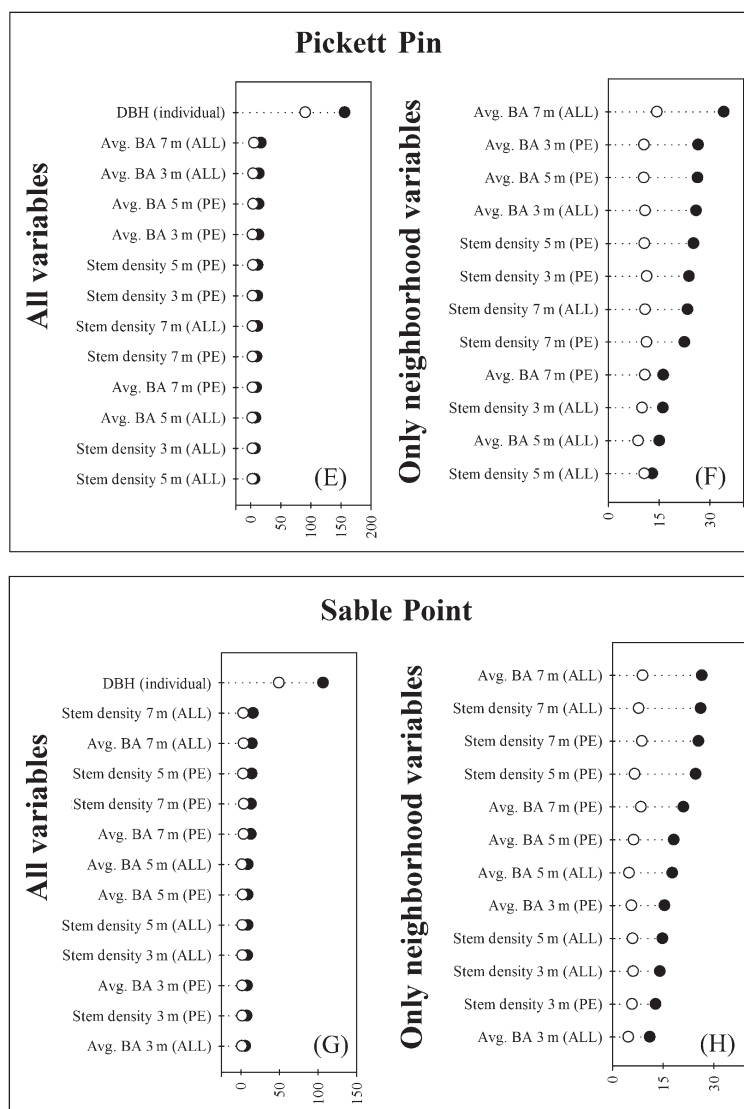 Pickett Pin
All variables
DBH (individual)
Avg. BA 7 m (ALL)
Avg. BA 3 m (ALL)
Avg. BA 5 m (PE)
Avg. BA 3 m (PE)
Stem density 5 m (PE)
Stem density 3 m (PE)
Stem density 7 m (ALL)
Stem density 7 m (PE)
Avg. BA 7 m (PE)
Avg. BA 5 m (ALL)
Stem density 3 m (ALL)
Stem density 5 m (ALL)
(E)
0 50 100 150 200
Only neighborhood variables
Avg. BA 7 m (ALL)
Avg. BA 3 m (PE)
Avg. BA 5 m (PE)
Avg. BA 3 m (ALL)
Stem density 5 m (PE)
Stem density 3 m (PE)
Stem density 7 m (ALL)
Stem density 7 m (PE)
Avg. BA 7 m (PE)
Stem density 3 m (ALL)
Avg. BA 5 m (ALL)
Stem density 5 m (ALL)
(F)
0 15 30
Sable Point
All variables
DBH (individual)
Stem density 7 m (ALL)
Avg. BA 7 m (ALL)
Stem density 5 m (PE)
Stem density 7 m (PE)
Avg. BA 7 m (PE)
Avg. BA 5 m (ALL)
Avg. BA 5 m (PE)
Stem density 5 m (ALL)
Stem density 3 m (ALL)
Avg. BA 3 m (PE)
Stem density 3 m (PE)
Avg. BA 3 m (ALL)
(G)
0 50 100 150
Only neighborhood variables
Avg. BA 7 m (ALL)
Stem density 7 m (ALL)
Stem density 7 m (PE)
Stem density 5 m (PE)
Avg. BA 7 m (PE)
Avg. BA 5 m (PE)
Avg. BA 5 m (ALL)
Avg. BA 3 m (PE)
Stem density 5 m (ALL)
Stem density 3 m (ALL)
Stem density 3 m (PE)
Avg. BA 3 m (ALL)
(H)
0 15 30